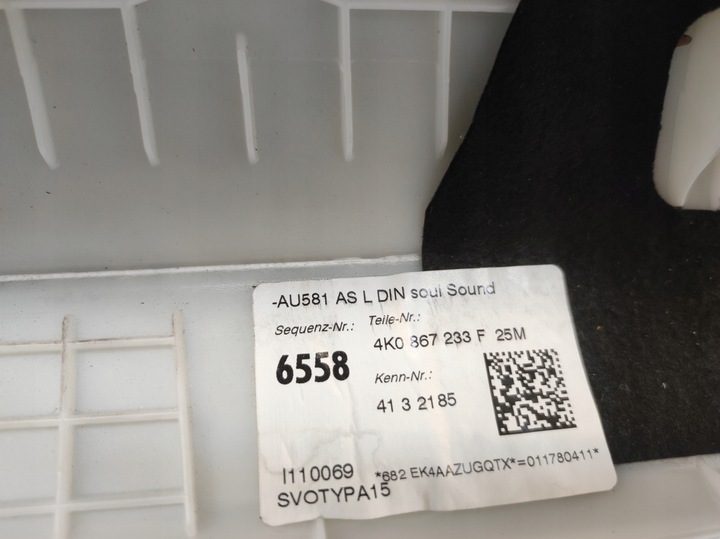 -AU581 AS L DIN soul Sound
Sequenz-Nr.: Teile-Nr.:
6558 4K0 867 233 F 25M
Kenn-Nr.:
41 3 2185
I110069 *682 EK4AAZUGQTX*=011780411*
SVOTYPA15